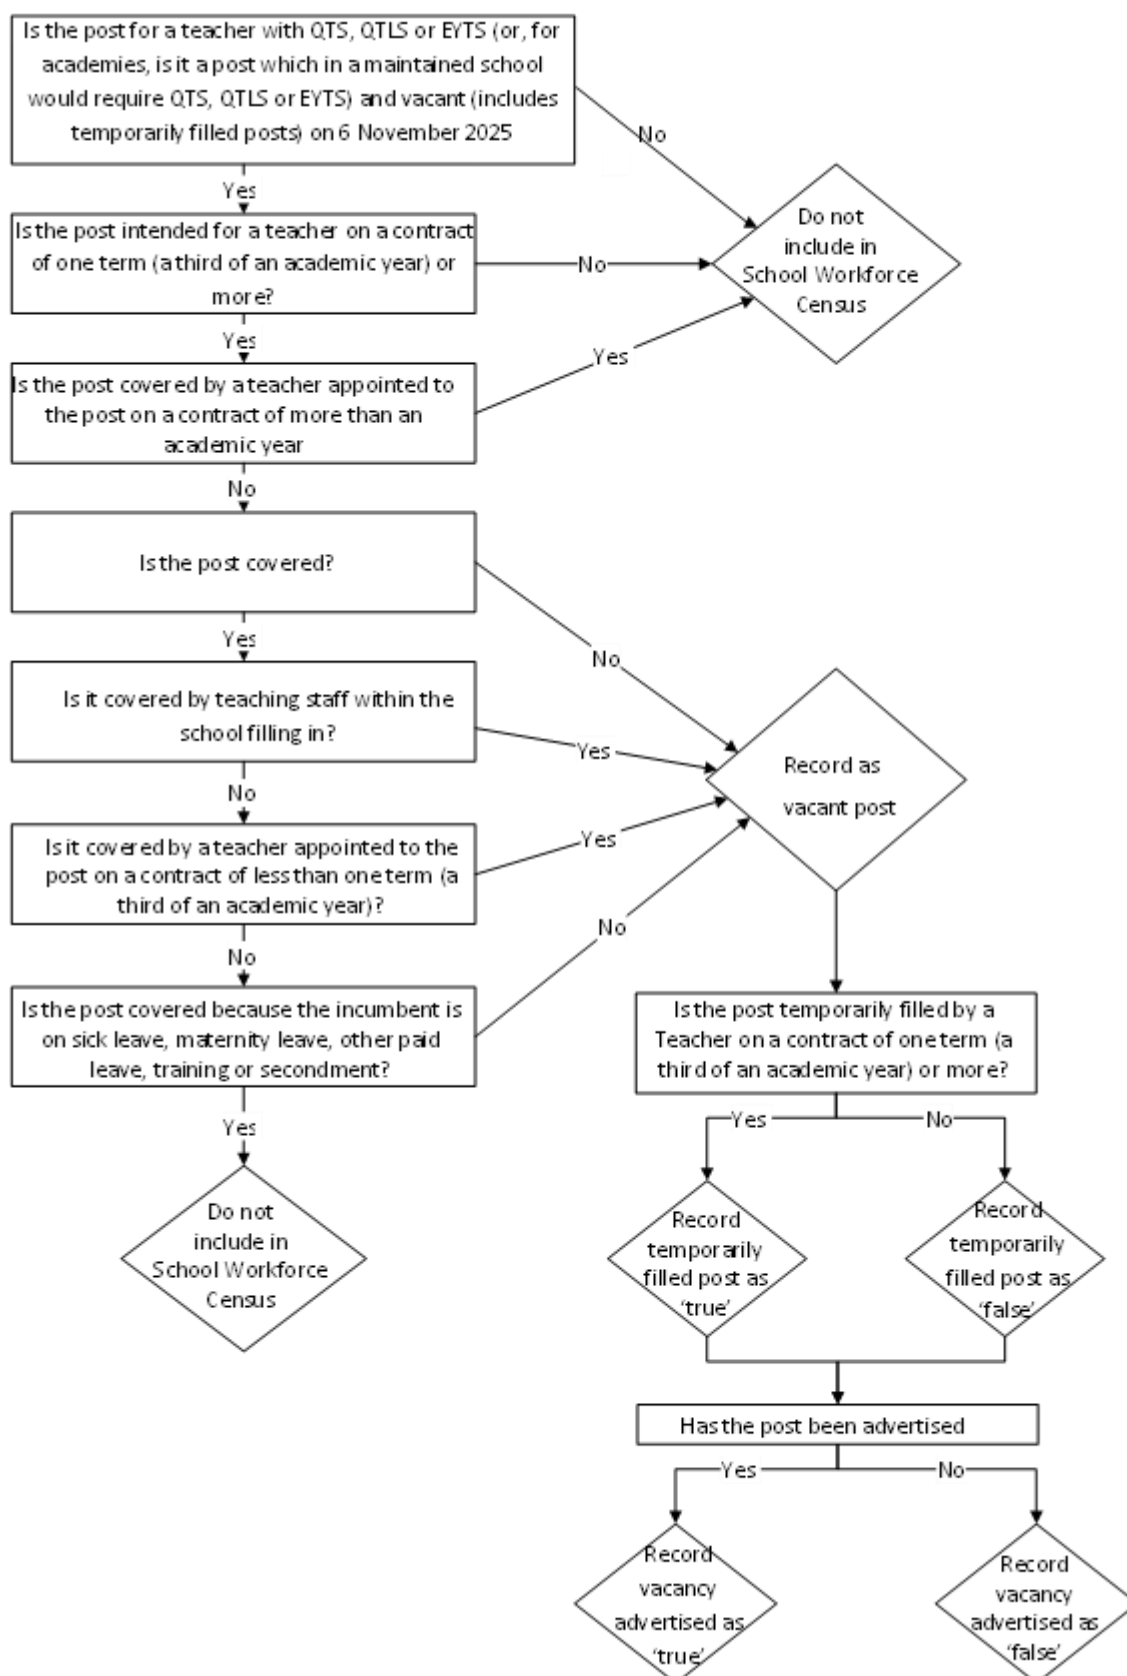 Is the post for a teacher with QTS, QTLS or EYTS (or, for
academies, is it a post which in a maintained school
would require QTS, QTLS or EYTS) and vacant (includes
temporarily filled posts) on 6 November 2025
No
Yes
Do not
include in
School Workforce
Census
Is the post intended for a teacher on a contract
of one term (a third of an academic year) or
more?
No
Yes
Yes
Is the post covered by a teacher appointed to
the post on a contract of more than an
academic year
No
Is the post covered?
Yes
No
Is it covered by teaching staff within the
school filling in?
Yes
Record as
vacant post
No
Is it covered by a teacher appointed to the
post on a contract of less than one term (a
third of an academic year)?
Yes
No
No
Is the post covered because the incumbent is
on sick leave, maternity leave, other paid
leave, training or secondment?
Is the post temporarily filled by a
Teacher on a contract of one term (a
third of an academic year) or more?
Yes
Yes
No
Do not
include in
School Workforce
Census
Record
temporarily
filled post as
‘true’
Record
temporarily
filled post as
‘false’
Has the post been advertised
Yes
No
Record
vacancy
advertised as
‘true’
Record
vacancy
advertised as
‘false’